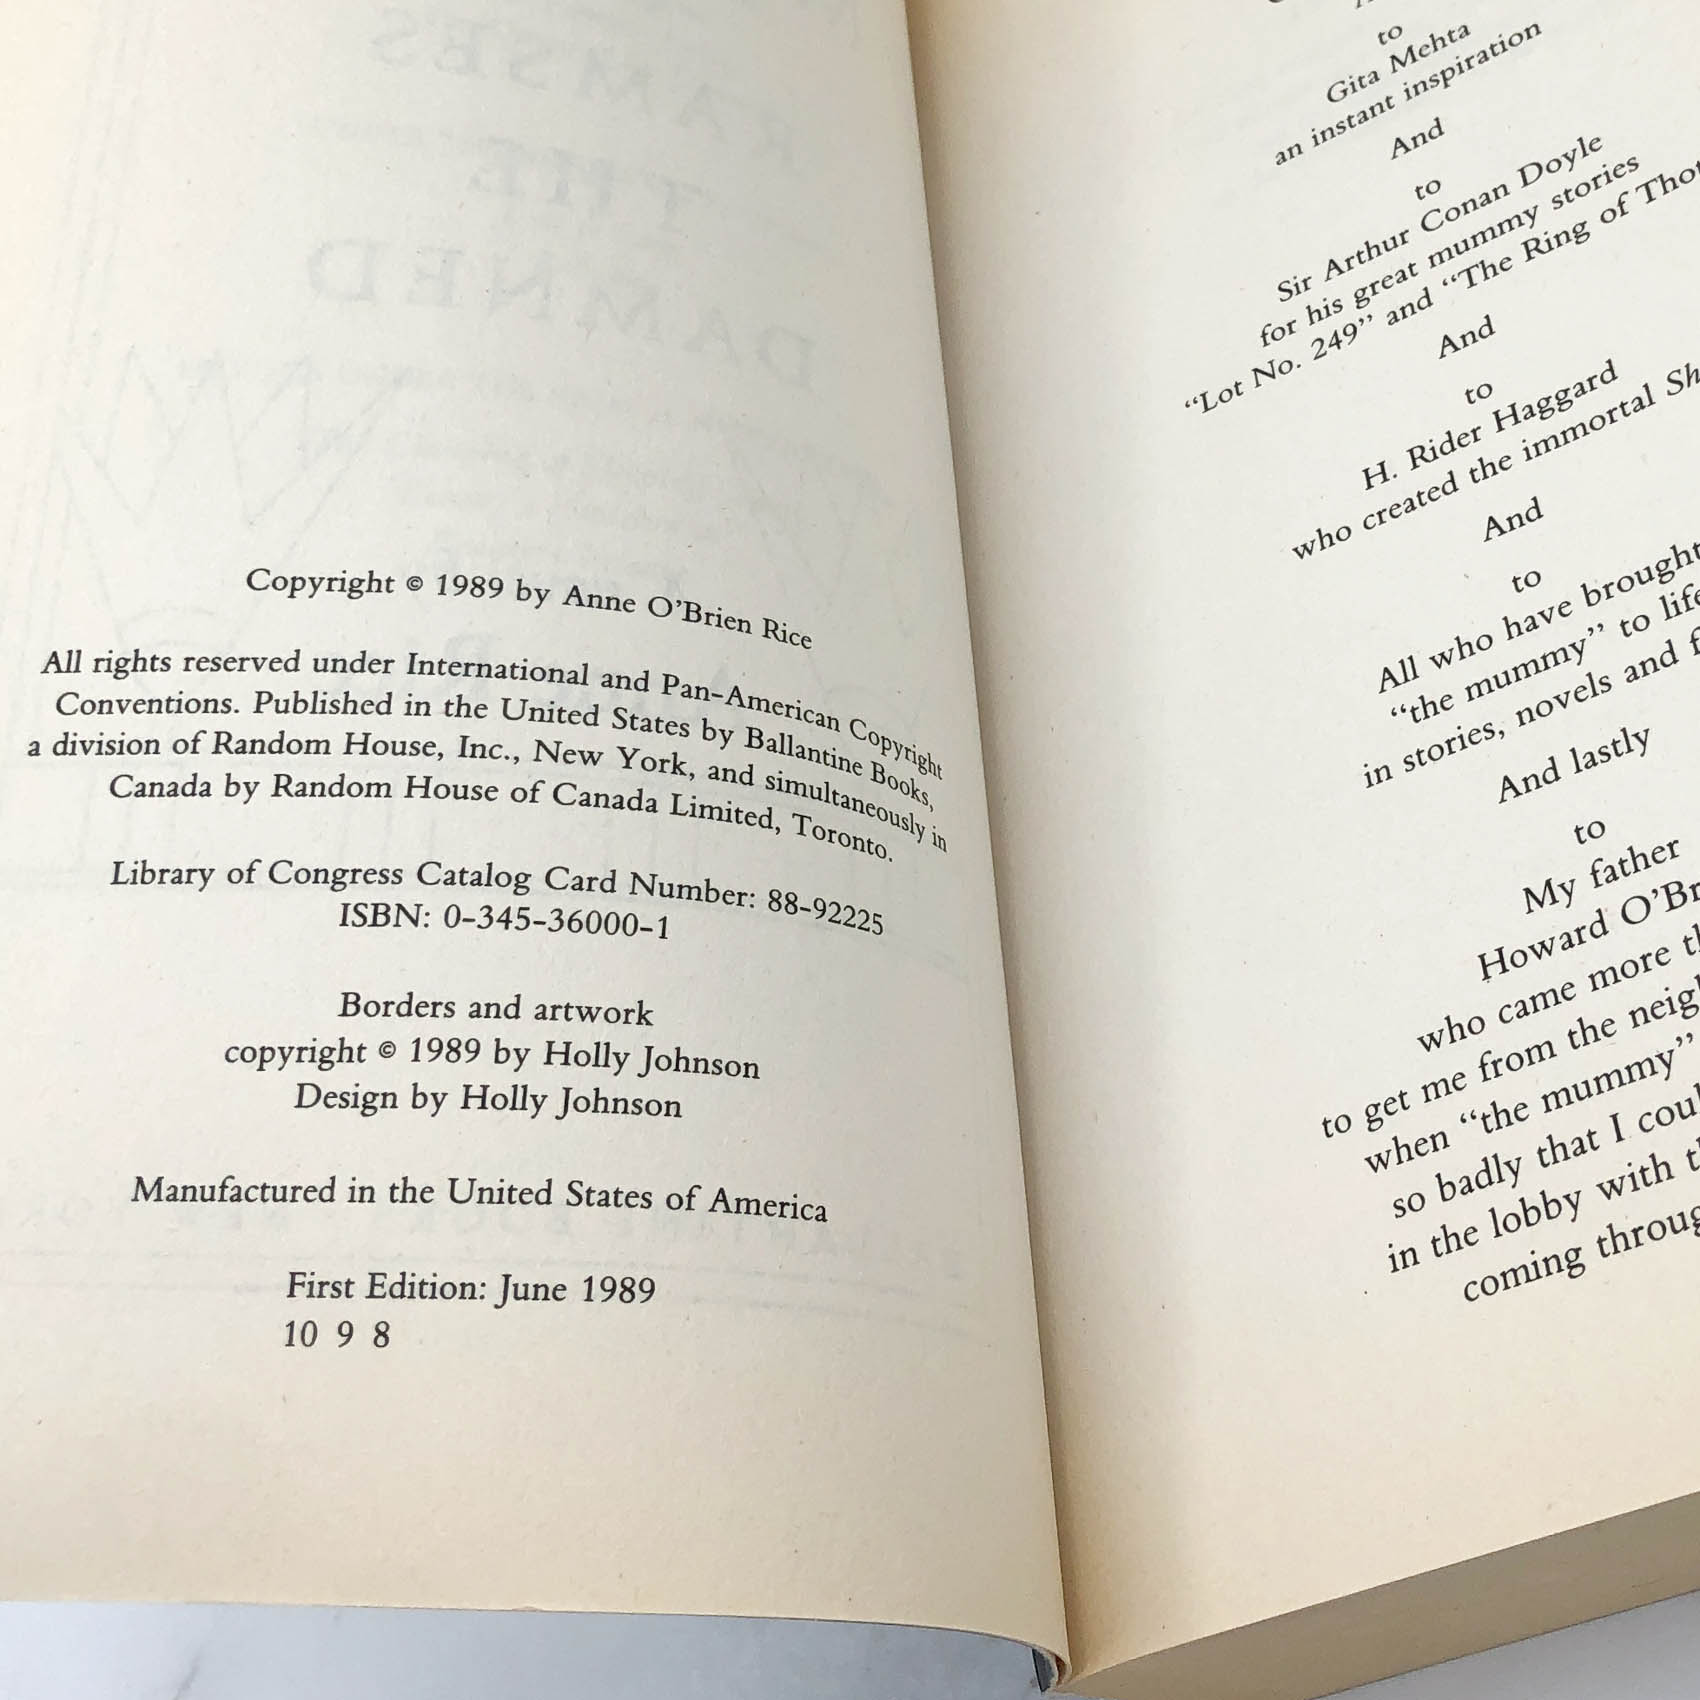 RAMSES
THE
DAMNED
Copyright © 1989 by Anne O'Brien Rice
All rights reserved under International and Pan-American Copyright
Conventions. Published in the United States by Ballantine Books,
a division of Random House, Inc., New York, and simultaneously in
Canada by Random House of Canada Limited, Toronto.
Library of Congress Catalog Card Number: 88-92225
ISBN: 0-345-36000-1
Borders and artwork
copyright © 1989 by Holly Johnson
Design by Holly Johnson
Manufactured in the United States of America
First Edition: June 1989
10 9 8
to
Gita Mehta
an instant inspiration
And
to
Sir Arthur Conan Doyle
for his great mummy stories
"Lot No. 249" and "The Ring of
And
to
H. Rider Haggard
who created the immortal
And
to
All who have brought
"the mummy" to
in stories, novels and
And lastly
to
My father
Howard
who came more
to get me from the
when "the mummy"
so badly that I
in the lobby with
coming